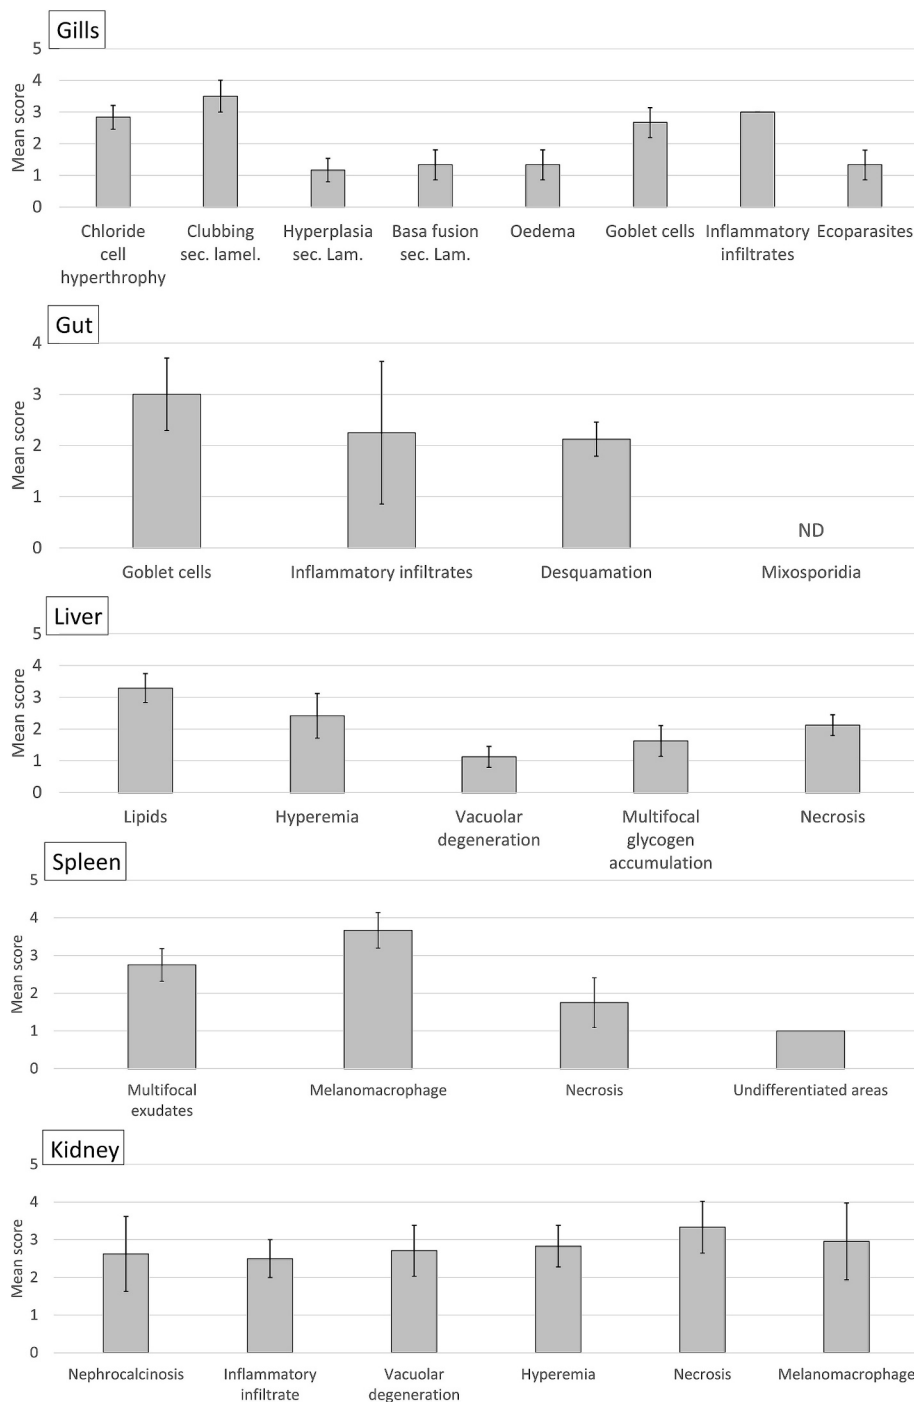 Gills
Mean score
5
4
3
2
1
0
Chloride
cell
hyperthrophy
Clubbing
sec. lamel.
Hyperplasia
sec. Lam.
Basa fusion
sec. Lam.
Oedema
Goblet cells
Inflammatory
infiltrates
Ecoparasites
Gut
Mean score
4
3
2
1
0
ND
Goblet cells
Inflammatory infiltrates
Desquamation
Mixosporidia
Liver
Mean score
5
4
3
2
1
0
Lipids
Hyperemia
Vacuolar
degeneration
Multifocal
glycogen
accumulation
Necrosis
Spleen
Mean score
5
4
3
2
1
0
Multifocal
exudates
Melanomacrophage
Necrosis
Undifferentiated areas
Kidney
Mean score
5
4
3
2
1
0
Nephrocalcinosis
Inflammatory
infiltrate
Vacuolar
degeneration
Hyperemia
Necrosis
Melanomacrophage